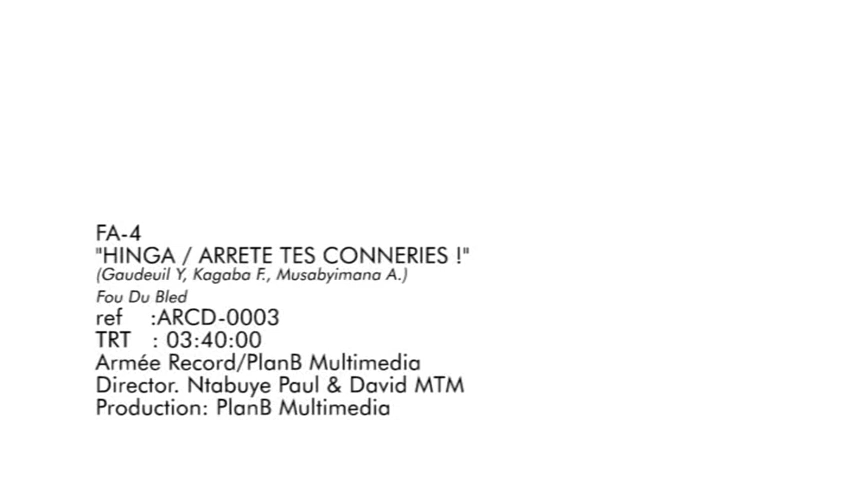 FA-4
"HINGA / ARRETE TES CONNERIES !"
(Gaudeuil Y, Kagaba F., Musabyimana A.)
Fou Du Bled
ref :ARCD-0003
TRT : 03:40:00
Armée Record/PlanB Multimedia
Director. Ntabuye Paul & David MTM
Production: PlanB Multimedia